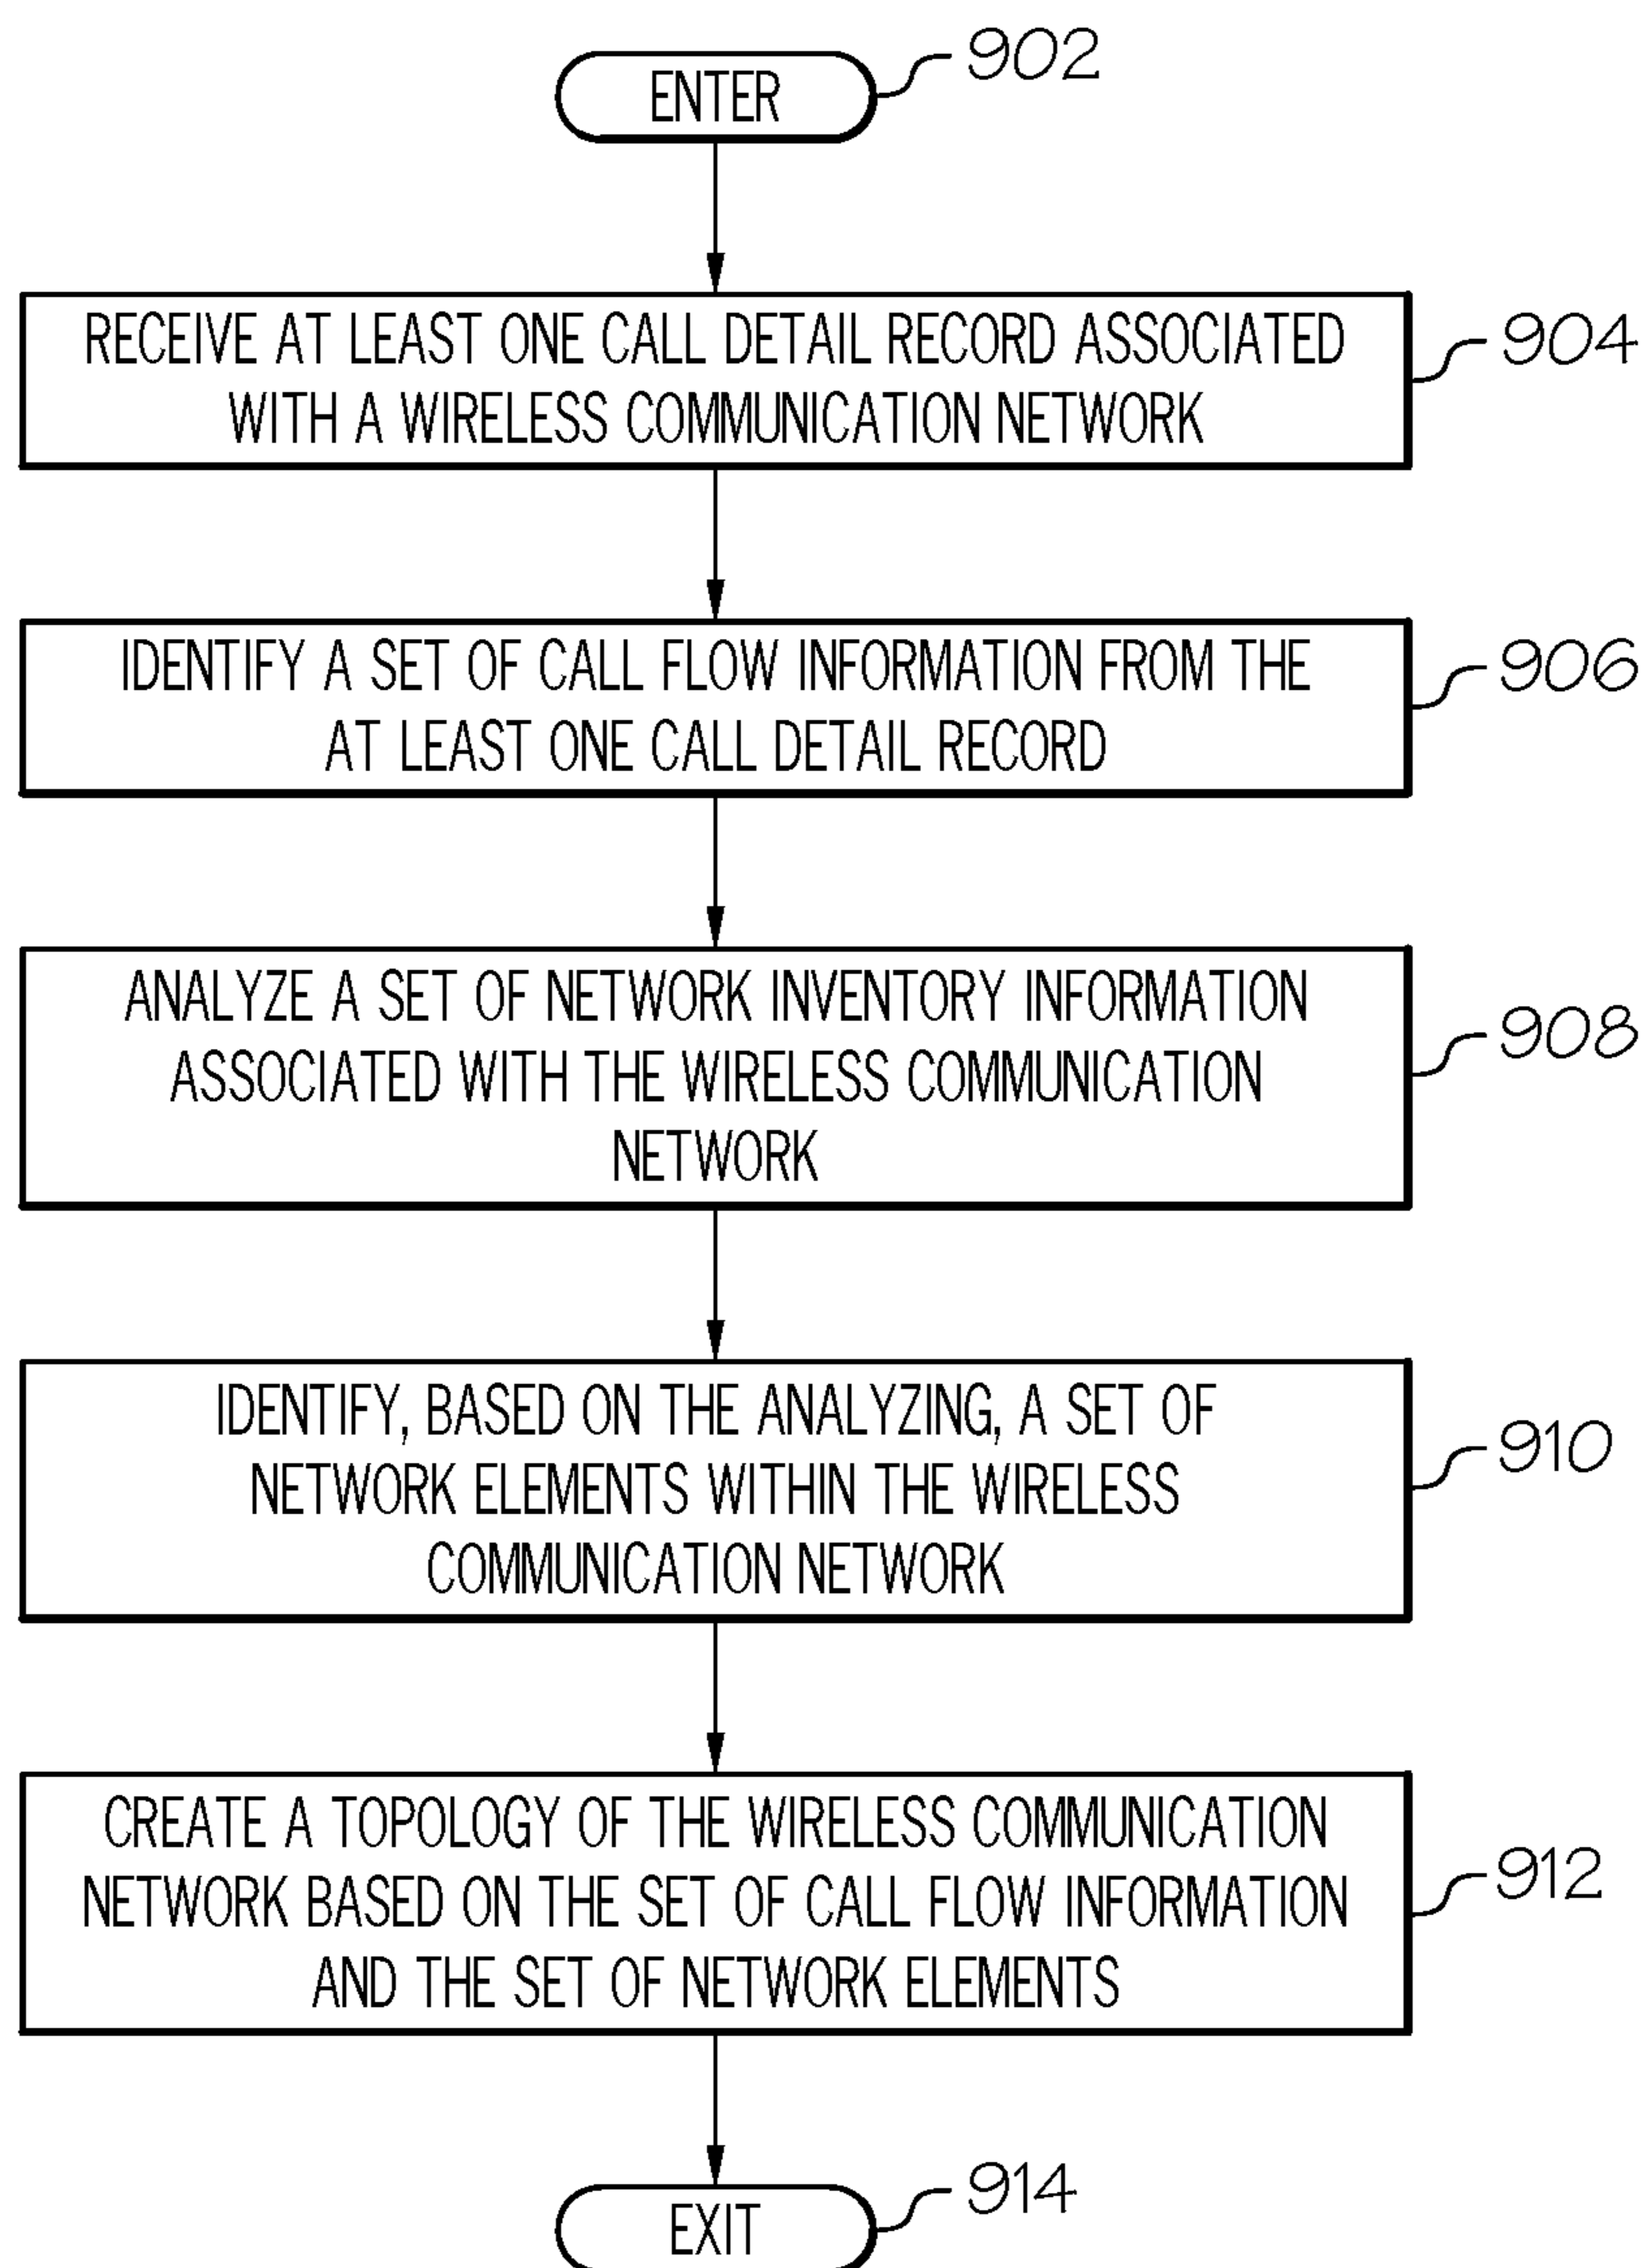 ENTER
902
RECEIVE AT LEAST ONE CALL DETAIL RECORD ASSOCIATED
WITH A WIRELESS COMMUNICATION NETWORK
904
IDENTIFY A SET OF CALL FLOW INFORMATION FROM THE
AT LEAST ONE CALL DETAIL RECORD
906
ANALYZE A SET OF NETWORK INVENTORY INFORMATION
ASSOCIATED WITH THE WIRELESS COMMUNICATION
NETWORK
908
IDENTIFY, BASED ON THE ANALYZING, A SET OF
NETWORK ELEMENTS WITHIN THE WIRELESS
COMMUNICATION NETWORK
910
CREATE A TOPOLOGY OF THE WIRELESS COMMUNICATION
NETWORK BASED ON THE SET OF CALL FLOW INFORMATION
AND THE SET OF NETWORK ELEMENTS
912
EXIT
914